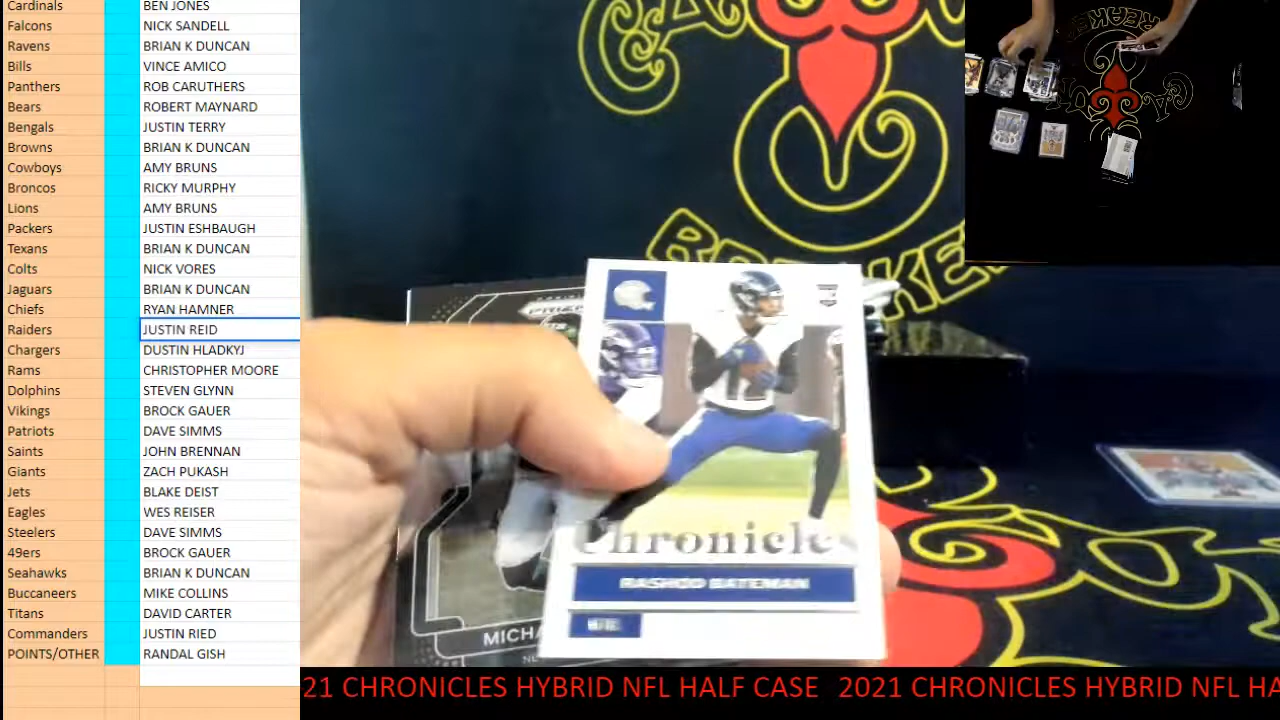 Cardinals BEN JONES
Falcons NICK SANDELL
Ravens BRIAN K DUNCAN
Bills VINCE AMICO
Panthers ROB CARUTHERS
Bears ROBERT MAYNARD
Bengals JUSTIN TERRY
Browns BRIAN K DUNCAN
Cowboys AMY BRUNS
Broncos RICKY MURPHY
Lions AMY BRUNS
Packers JUSTIN ESHBAUGH
Texans BRIAN K DUNCAN
Colts NICK VORES
Jaguars BRIAN K DUNCAN
Chiefs RYAN HAMNER
Raiders JUSTIN REID
Chargers DUSTIN HLADKYJ
Rams CHRISTOPHER MOORE
Dolphins STEVEN GLYNN
Vikings BROCK GAUER
Patriots DAVE SIMMS
Saints JOHN BRENNAN
Giants ZACH PUKASH
Jets BLAKE DEIST
Eagles WES REISER
Steelers DAVE SIMMS
49ers BROCK GAUER
Seahawks BRIAN K DUNCAN
Buccaneers MIKE COLLINS
Titans DAVID CARTER
Commanders JUSTIN RIED
POINTS/OTHER RANDAL GISH
Chronicles
RASHOD BATEMAN
MICHA
21 CHRONICLES HYBRID NFL HALF CASE 2021 CHRONICLES HYBRID NFL HA